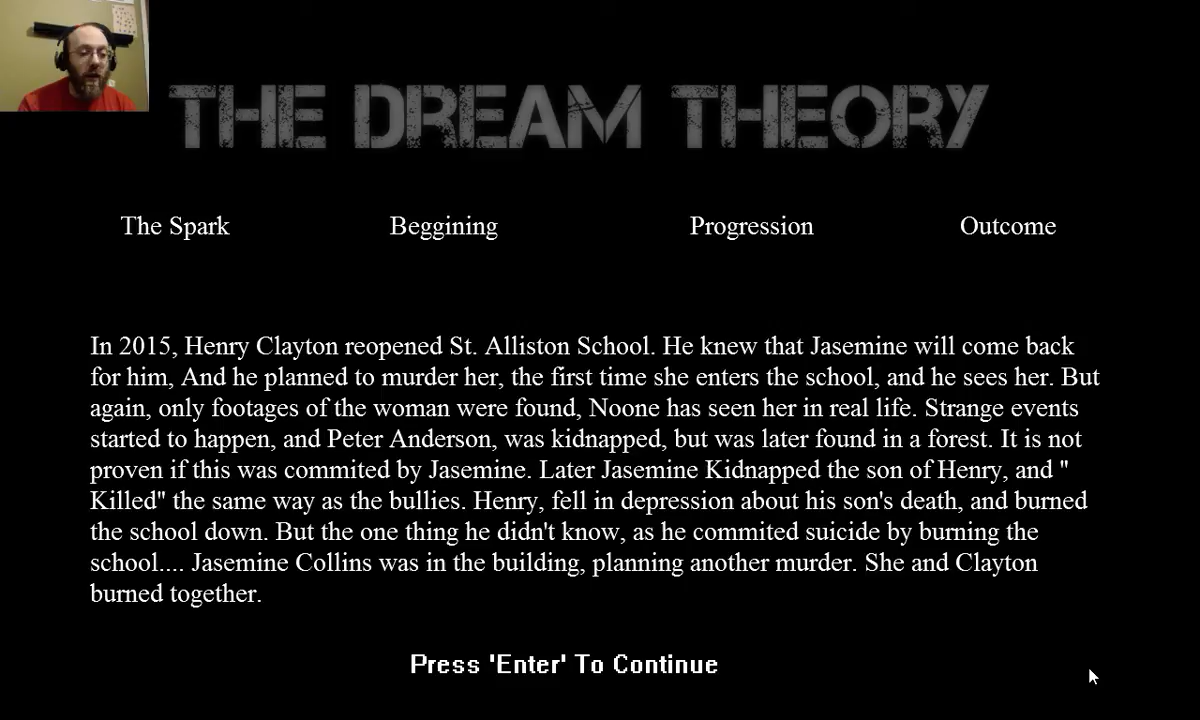 THE DREAM THEORY
The Spark Beggining Progression Outcome
In 2015, Henry Clayton reopened St. Alliston School. He knew that Jasemine will come back
for him, And he planned to murder her, the first time she enters the school, and he sees her. But
again, only footages of the woman were found, Noone has seen her in real life. Strange events
started to happen, and Peter Anderson, was kidnapped, but was later found in a forest. It is not
proven if this was commited by Jasemine. Later Jasemine Kidnapped the son of Henry, and "
Killed" the same way as the bullies. Henry, fell in depression about his son's death, and burned
the school down. But the one thing he didn't know, as he commited suicide by burning the
school.... Jasemine Collins was in the building, planning another murder. She and Clayton
burned together.
Press 'Enter' To Continue